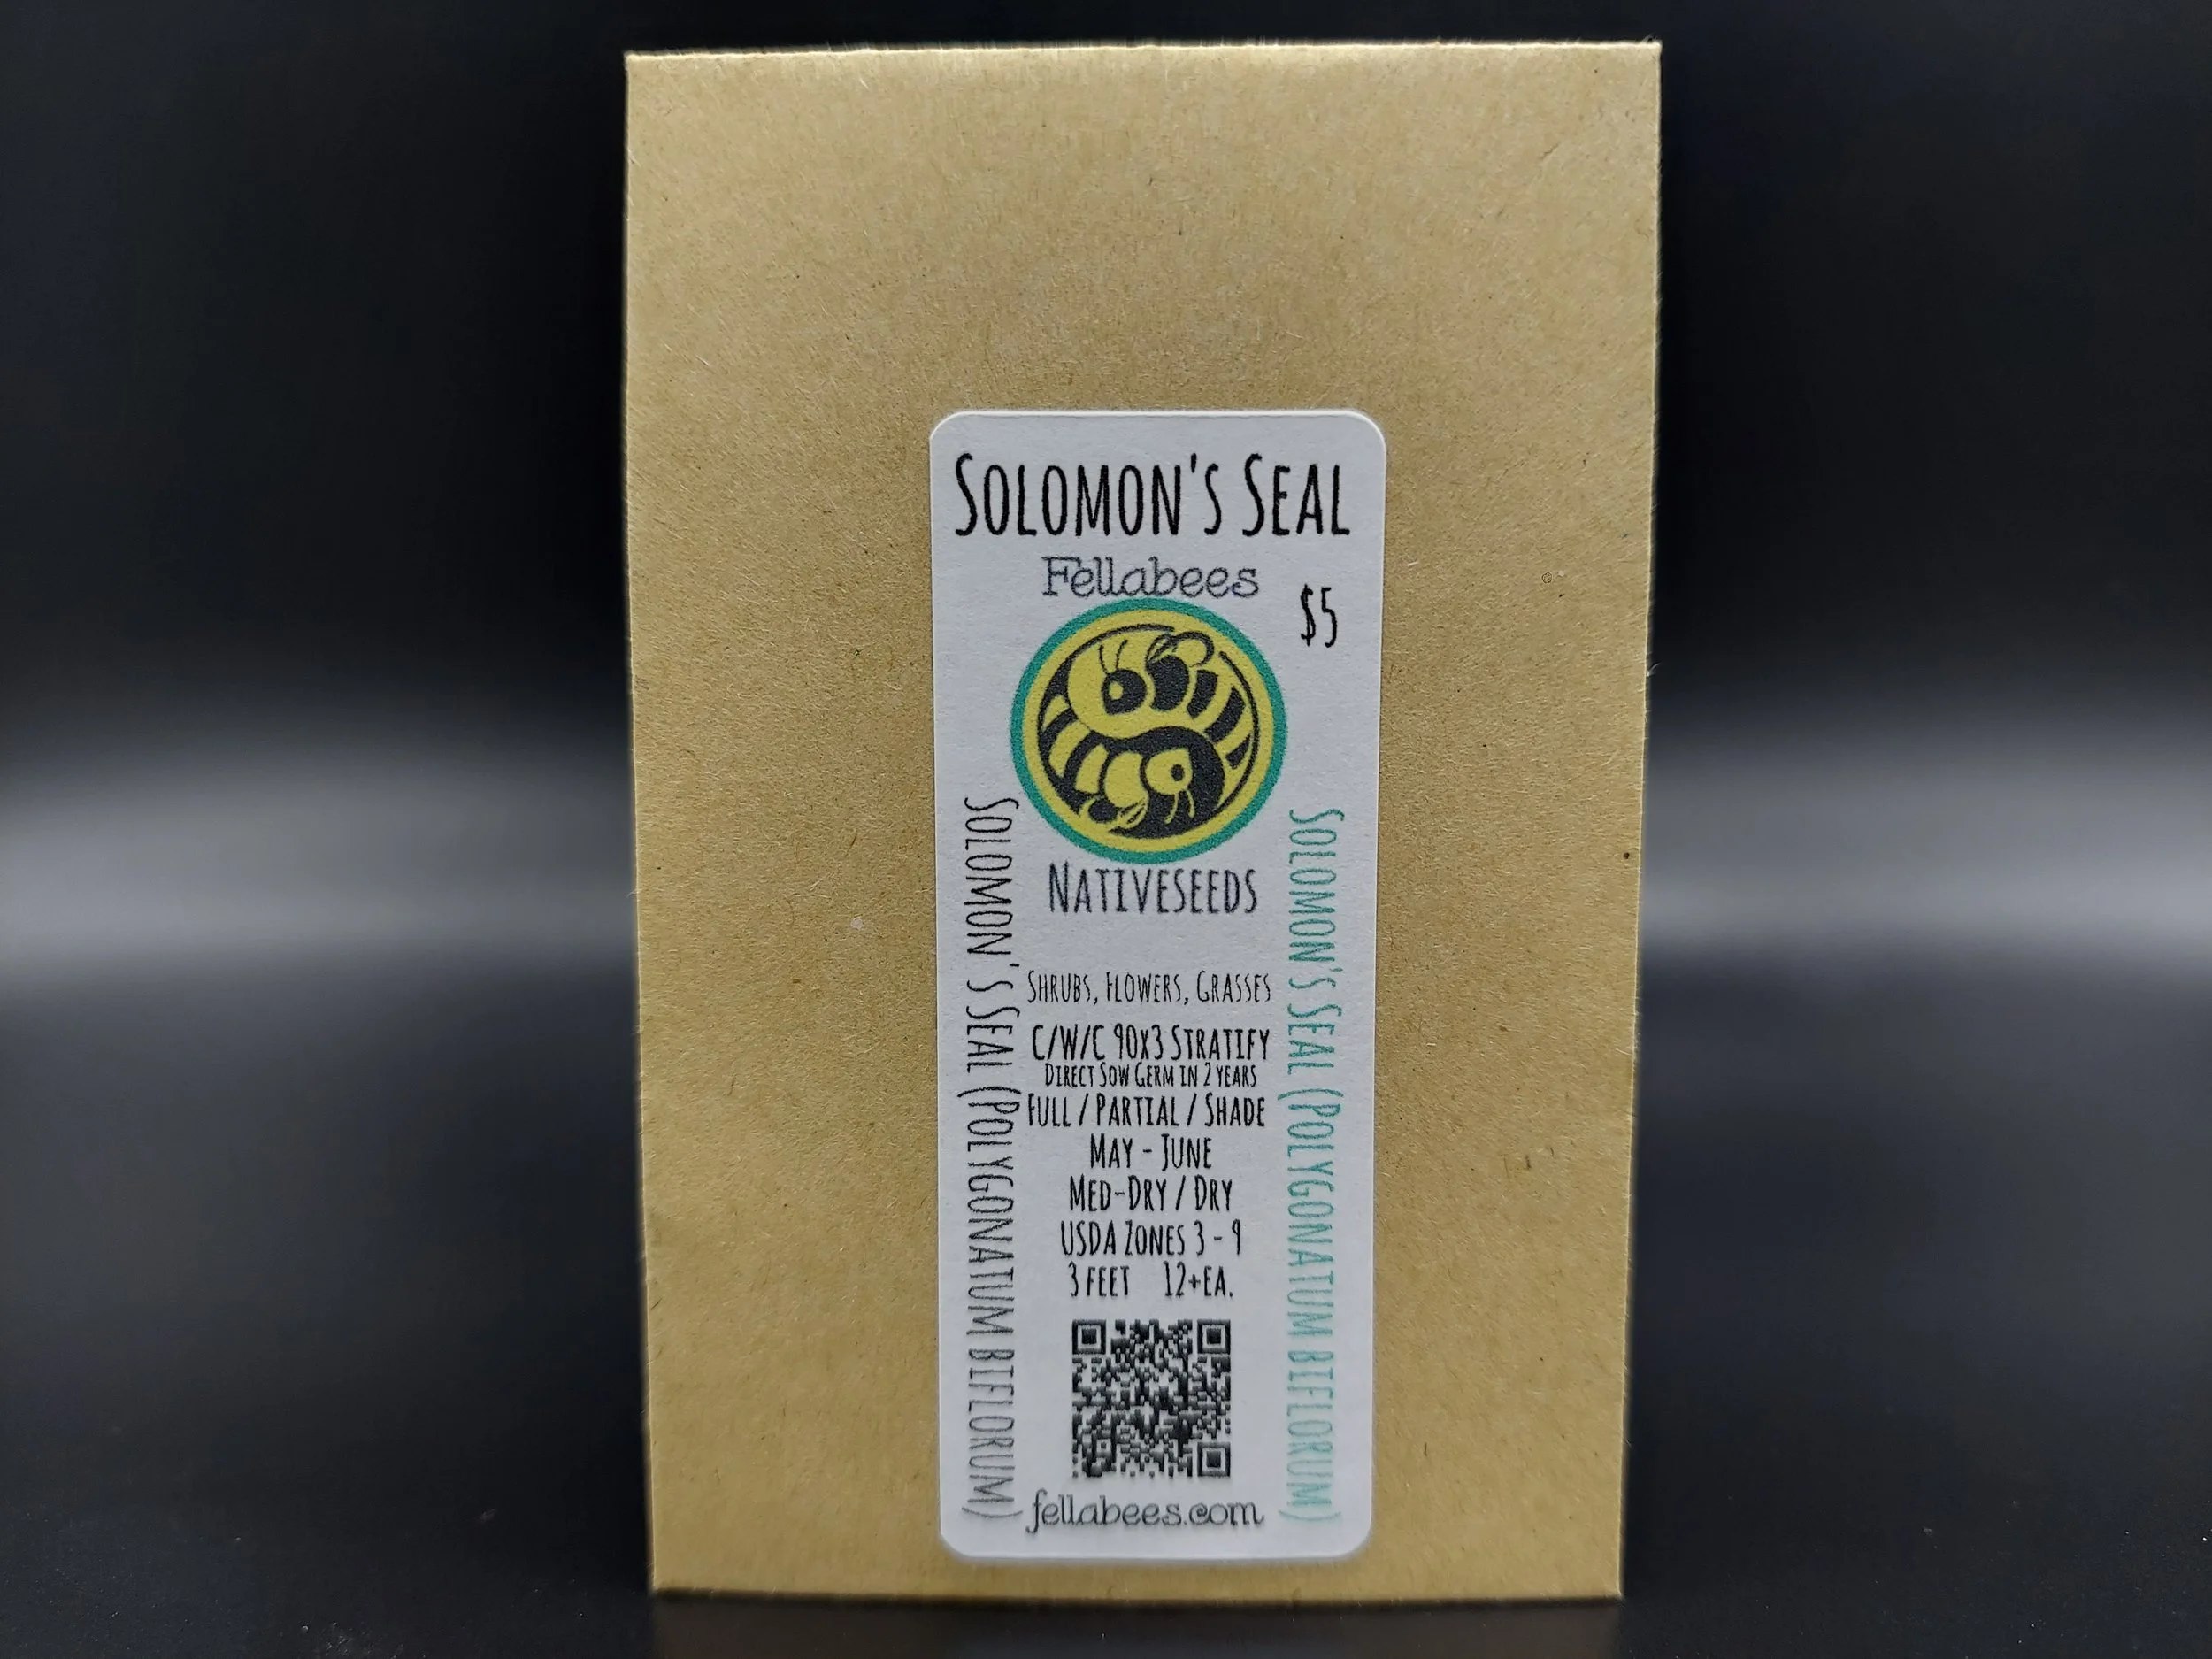 SOLOMON'S SEAL
Fellabees
$5
NATIVESEEDS
SOLOMON'S SEAL (POLYGONATUM BIFLORUM)
SOLOMON'S SEAL (POLYGONATUM BIFLORUM)
SHRUBS, FLOWERS, GRASSES
C/W/C 90X3 STRATIFY
DIRECT SOW GERM IN 2 YEARS
FULL / PARTIAL / SHADE
MAY - JUNE
MED-DRY / DRY
USDA ZONES 3 - 9
3 FEET 12+EA.
fellabees.com